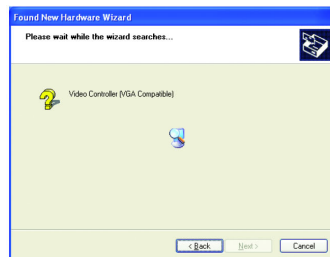 Found New Hardware Wizard
Please wait while the wizard searches...
Video Controller (VGA Compatible)
< Back
Next >
Cancel